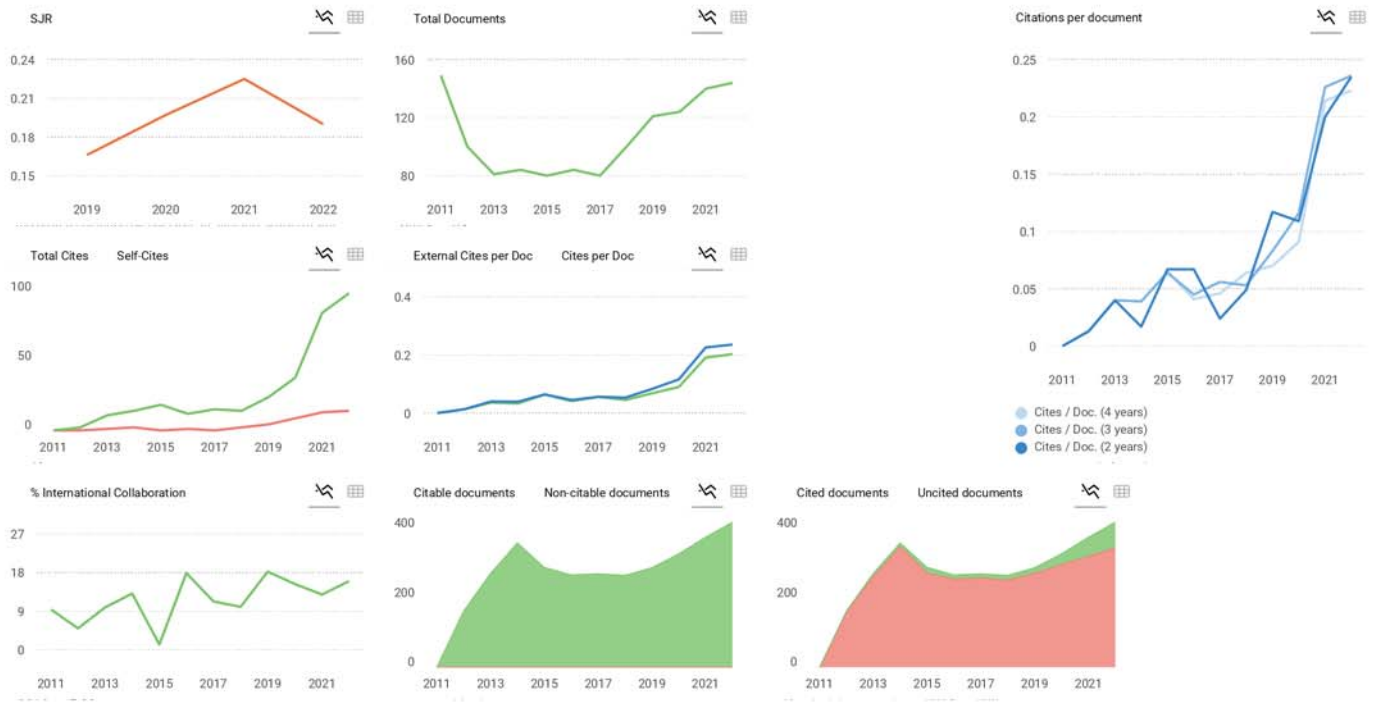 SJR
0.24
0.21
0.18
0.15
2019 2020 2021 2022
Total Documents
160
120
80
2011 2013 2015 2017 2019 2021
Citations per document
0.25
0.2
0.15
0.1
0.05
0
2011 2013 2015 2017 2019 2021
Cites / Doc. (4 years)
Cites / Doc. (3 years)
Cites / Doc. (2 years)
Total Cites Self-Cites
100
50
0
2011 2013 2015 2017 2019 2021
External Cites per Doc Cites per Doc
0.4
0.2
0
2011 2013 2015 2017 2019 2021
% International Collaboration
27
18
9
0
2011 2013 2015 2017 2019 2021
Citable documents Non-citable documents
400
200
0
2011 2013 2015 2017 2019 2021
Cited documents Uncited documents
400
200
0
2011 2013 2015 2017 2019 2021